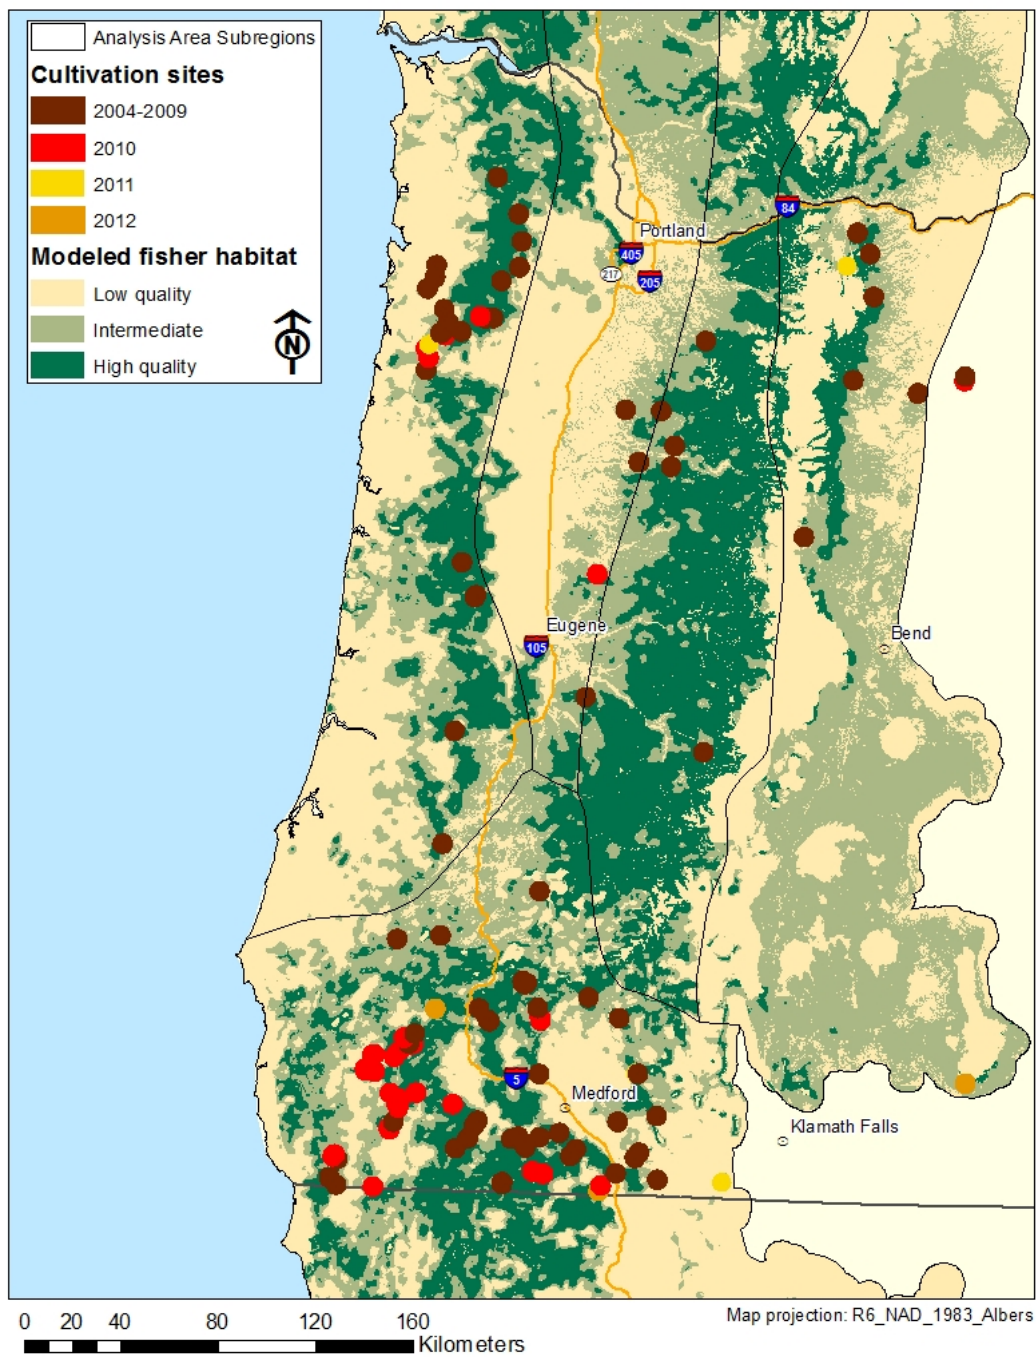 Analysis Area Subregions
Cultivation sites
2004-2009
2010
2011
2012
Modeled fisher habitat
Low quality
Intermediate
High quality
N
84
Portland
405
217
205
Eugene
105
Bend
5
Medford
Klamath Falls
0 20 40 80 120 160
Kilometers
Map projection: R6_NAD_1983_Albers